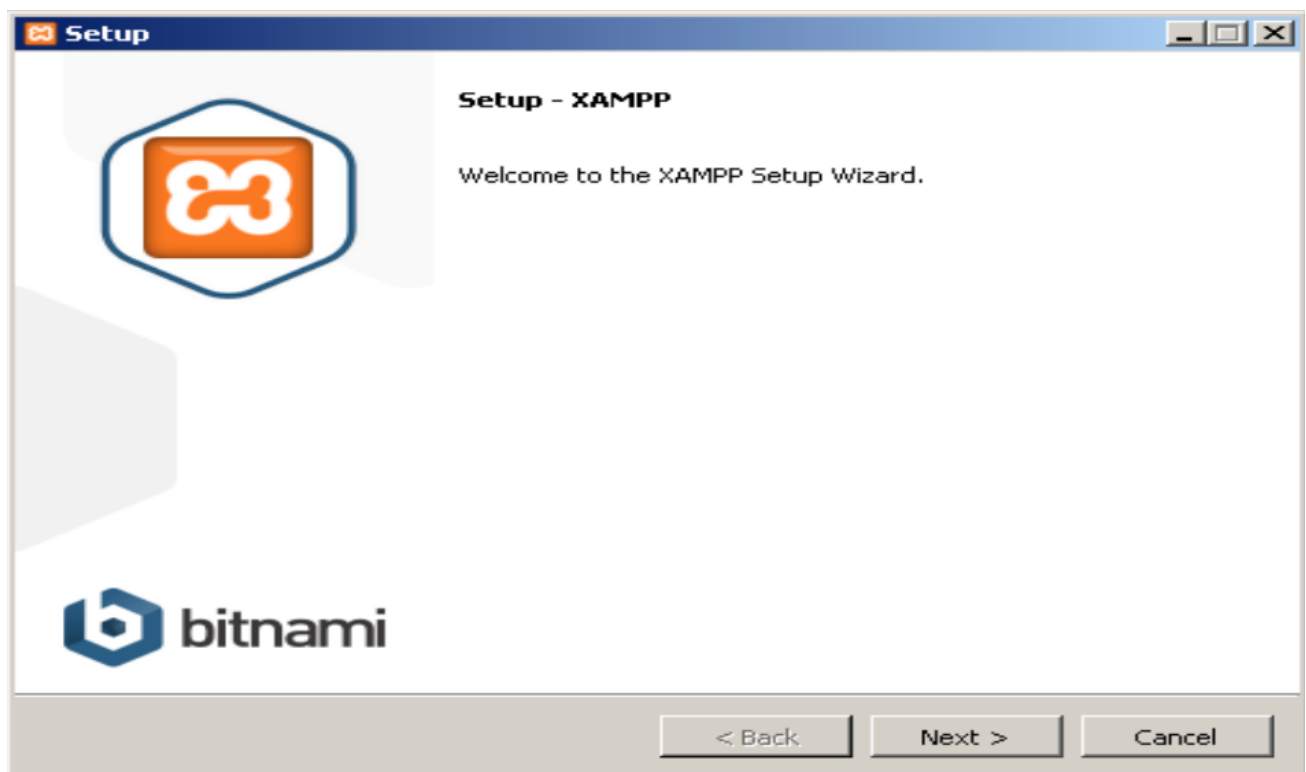 Setup
Setup - XAMPP
Welcome to the XAMPP Setup Wizard.
bitnami
< Back
Next >
Cancel